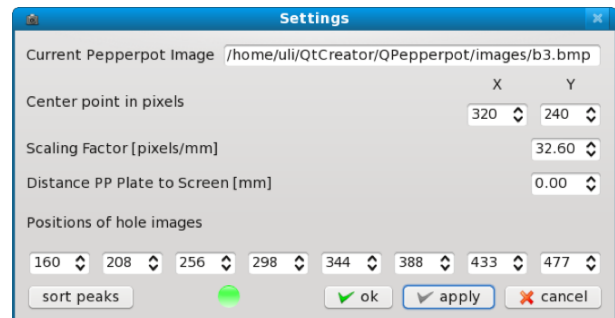 Settings
Current Pepperpot Image /home/uli/QtCreator/QPepperpot/images/b3.bmp
X Y
Center point in pixels 320 240
Scaling Factor [pixels/mm] 32.60
Distance PP Plate to Screen [mm] 0.00
Positions of hole images
160 208 256 298 344 388 433 477
sort peaks ok apply cancel